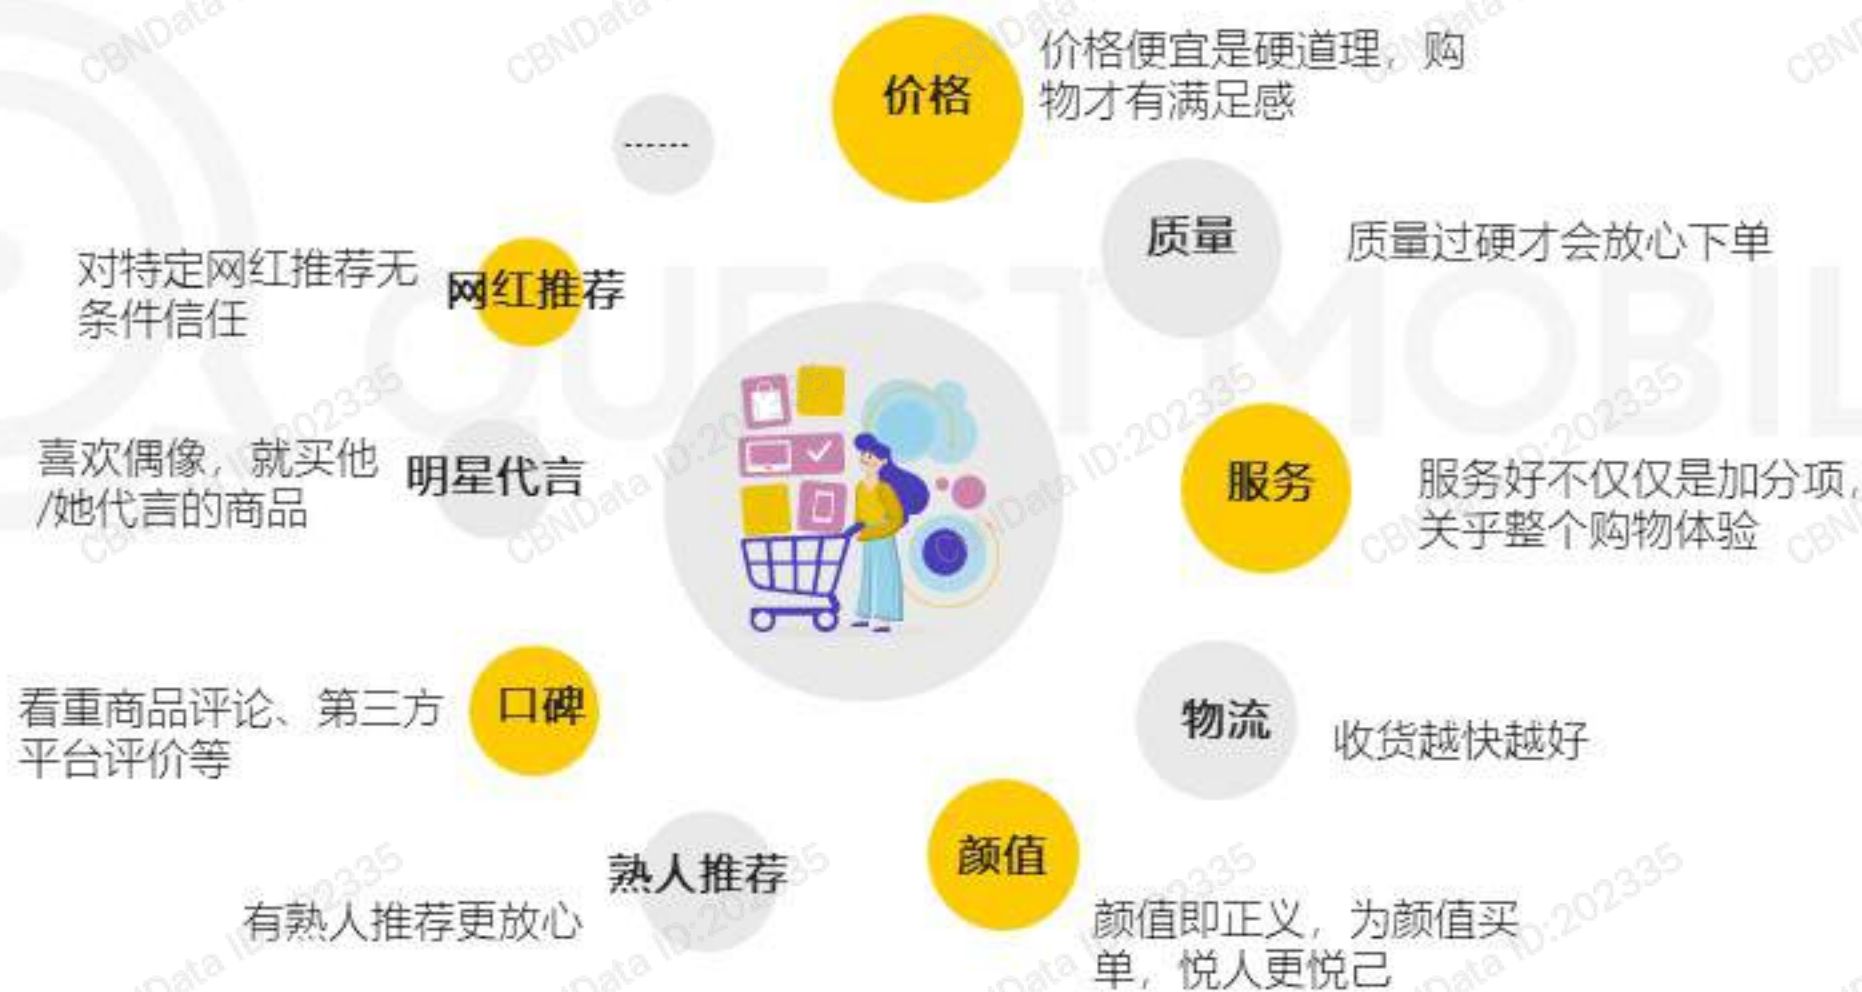 价格
价格便宜是硬道理，购
物才有满足感
质量
质量过硬才会放心下单
服务
服务好不仅仅是加分项，
关乎整个购物体验
物流
收货越快越好
颜值
颜值即正义，为颜值买
单，悦人更悦己
熟人推荐
有熟人推荐更放心
口碑
看重商品评论、第三方
平台评价等
明星代言
喜欢偶像，就买他
/她代言的商品
网红推荐
对特定网红推荐无
条件信任
------
QUESTMOBIL
CBNData ID:202335